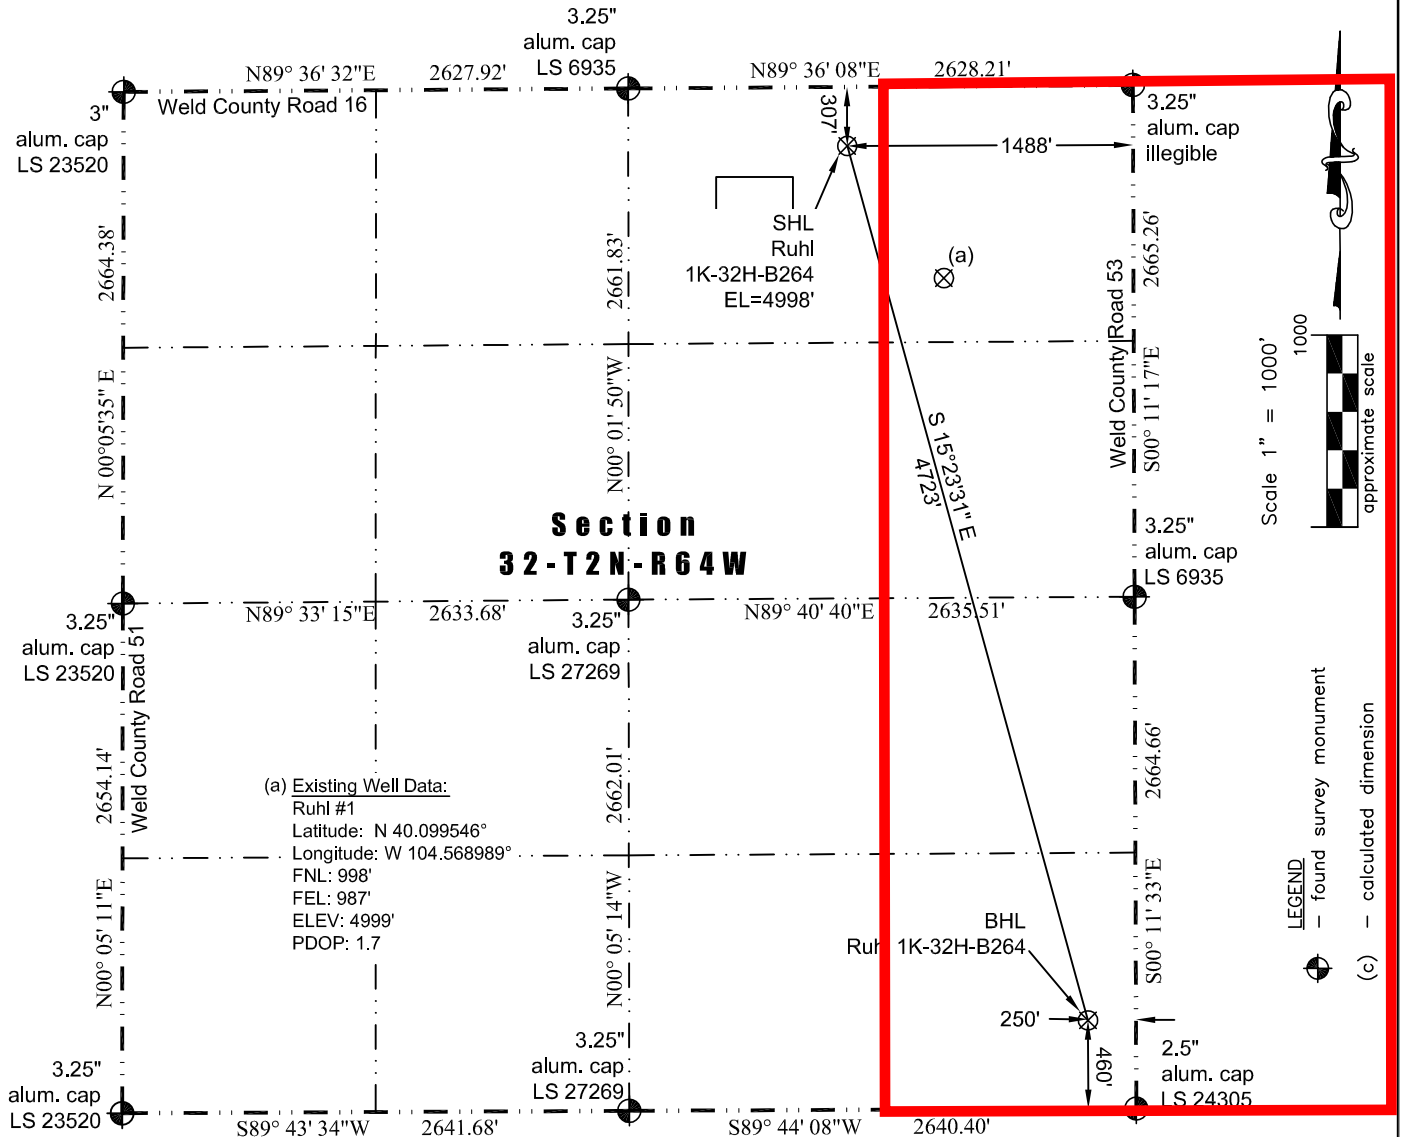 3.25"
alum. cap
LS 6935
N89° 36' 32"E
2627.92'
N89° 36' 08"E
2628.21'
Weld County Road 16
3"
alum. cap
LS 23520
307'
1488'
3.25"
alum. cap
illegible
SHL
Ruhl
1K-32H-B264
EL=4998'
(a)
2664.38'
2661.83'
2665.26'
Weld County Road 53
N 00°05'35" E
N00° 01' 50"W
S 15°23'31" E
4723'
S00° 11' 17"E
Scale 1" = 1000'
1000
approximate scale
Section
32-T2N-R64W
3.25"
alum. cap
LS 6935
N89° 33' 15"E
2633.68'
N89° 40' 40"E
2635.51'
3.25"
alum. cap
LS 23520
3.25"
alum. cap
LS 27269
Weld County Road 51
2654.14'
2662.01'
2664.66'
(a) Existing Well Data:
Ruhl #1
Latitude: N 40.099546°
Longitude: W 104.568989°
FNL: 998'
FEL: 987'
ELEV: 4999'
PDOP: 1.7
N00° 05' 11"E
N00° 05' 14"W
S00° 11' 33"E
BHL
Ruhl 1K-32H-B264
250'
460'
LEGEND
– found survey monument
(c) – calculated dimension
3.25"
alum. cap
LS 23520
3.25"
alum. cap
LS 27269
2.5"
alum. cap
LS 24305
S89° 43' 34"W
2641.68'
S89° 44' 08"W
2640.40'